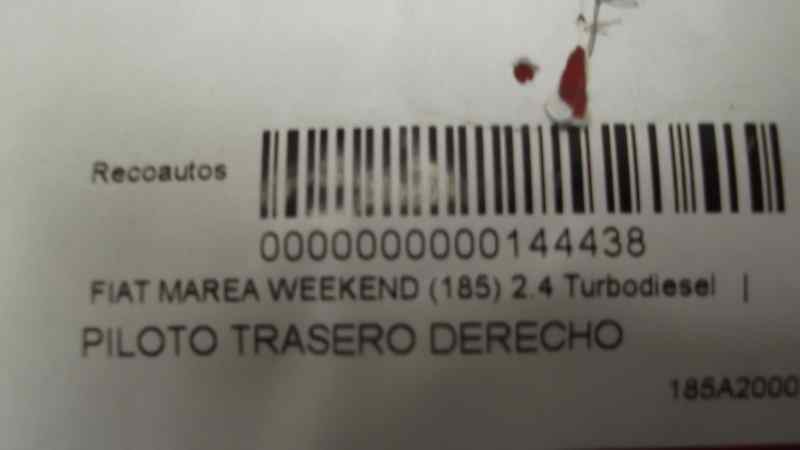 Recoautos
0000000000144438
FIAT MAREA WEEKEND (185) 2.4 Turbodiesel |
PILOTO TRASERO DERECHO
185A2000